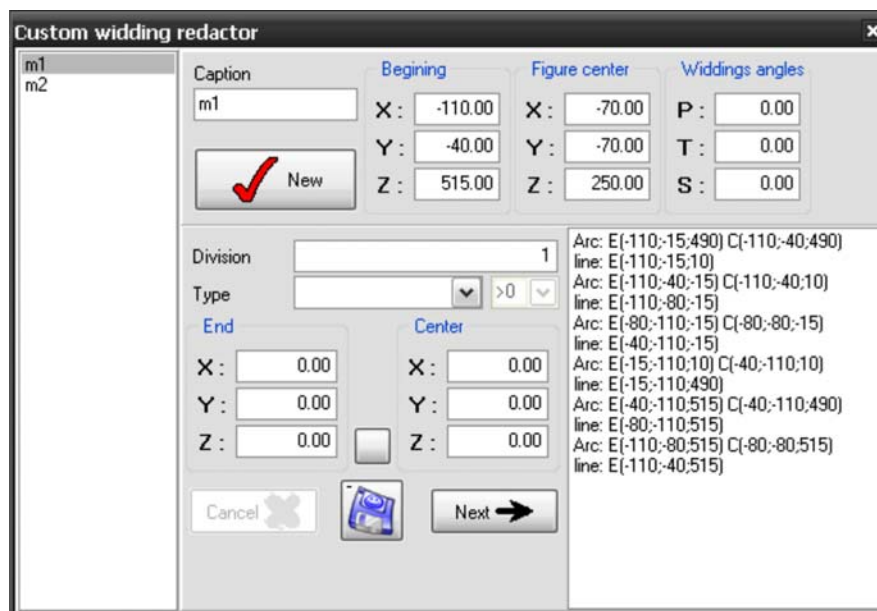 Custom widding redactor
m1
m2
Caption
m1
New
Begining
X : -110.00
Y : -40.00
Z : 515.00
Figure center
X : -70.00
Y : -70.00
Z : 250.00
Widdings angles
P : 0.00
T : 0.00
S : 0.00
Division 1
Type >0
End
X : 0.00
Y : 0.00
Z : 0.00
Center
X : 0.00
Y : 0.00
Z : 0.00
Cancel
Next
Arc: E(-110;-15;490) C(-110;-40;490)
line: E(-110;-15;10)
Arc: E(-110;-40;-15) C(-110;-40;10)
line: E(-110;-80;-15)
Arc: E(-80;-110;-15) C(-80;-80;-15)
line: E(-40;-110;-15)
Arc: E(-15;-110;10) C(-40;-110;10)
line: E(-15;-110;490)
Arc: E(-40;-110;515) C(-40;-110;490)
line: E(-80;-110;515)
Arc: E(-110;-80;515) C(-80;-80;515)
line: E(-110;-40;515)